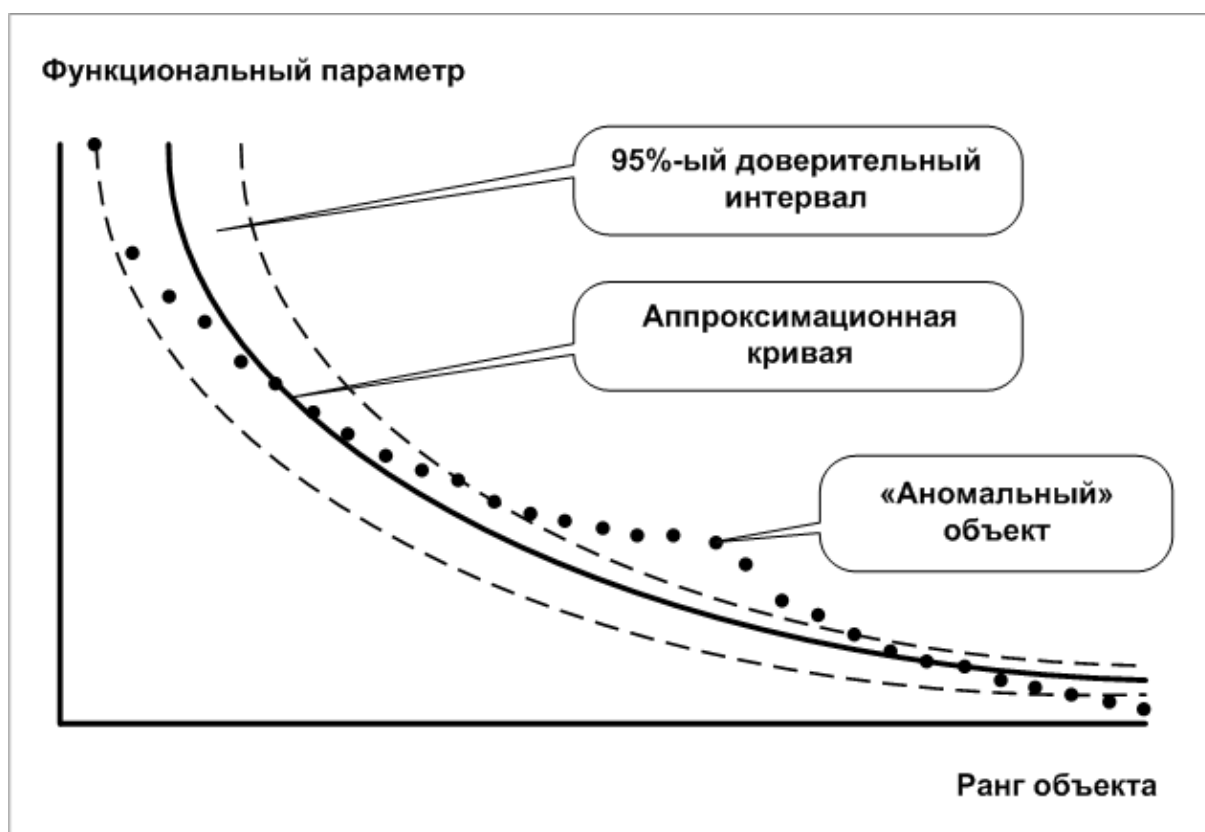 Функциональный параметр
95%-ый доверительный
интервал
Аппроксимационная
кривая
«Аномальный»
объект
Ранг объекта